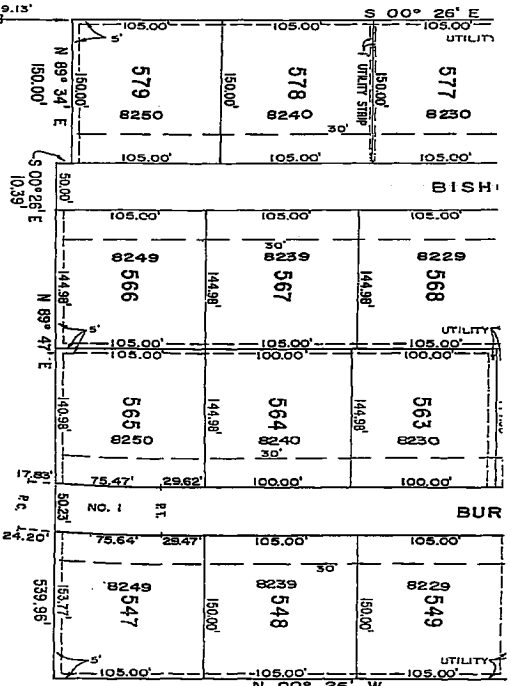 9.13'
S 00° 26' E
105.00' 105.00' 105.00'
5'
UTILITY
N 89° 34' E
150.00'
150.00' 579 150.00' 578 UTILITY STRIP 150.00' 577
8250 8240 8230
30'
105.00' 105.00' 105.00'
S 00° 26' E
10.39'
50.00'
BISH
105.00' 105.00' 105.00'
30'
8249 8239 8229
144.98' 566 144.98' 567 144.98' 568
N 89° 47' E
5'
UTILITY
105.00' 105.00' 105.00'
105.00' 100.00' 100.00'
140.98' 565 144.98' 564 144.98' 563
8250 8240 8230
30'
17.83'
75.47' 29.62' 100.00' 100.00'
P.C. 50.23' NO. 1 P.T.
BUR
24.20'
75.64' 29.47' 105.00' 105.00'
30'
8249 8239 8229
539.96' 153.77' 547 150.00' 548 150.00' 549
5'
UTILITY
105.00' 105.00' 105.00'
N 00° 26' W